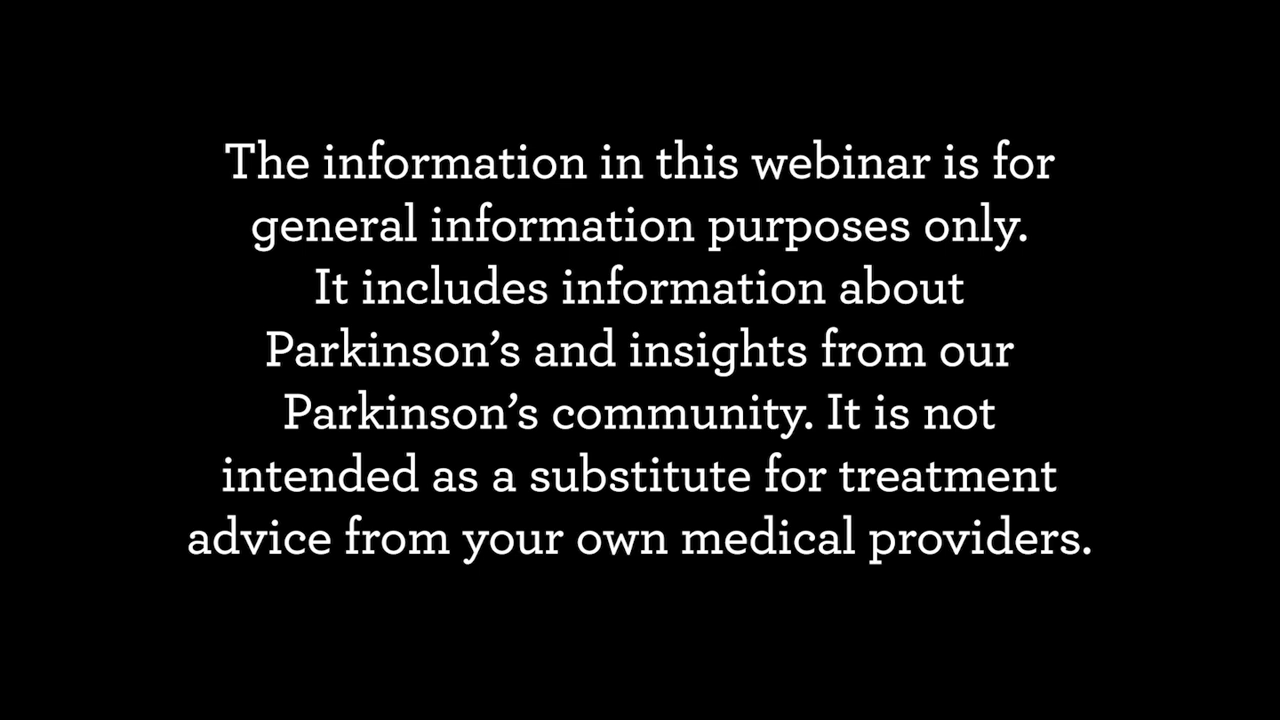 The information in this webinar is for
general information purposes only.
It includes information about
Parkinson’s and insights from our
Parkinson’s community. It is not
intended as a substitute for treatment
advice from your own medical providers.